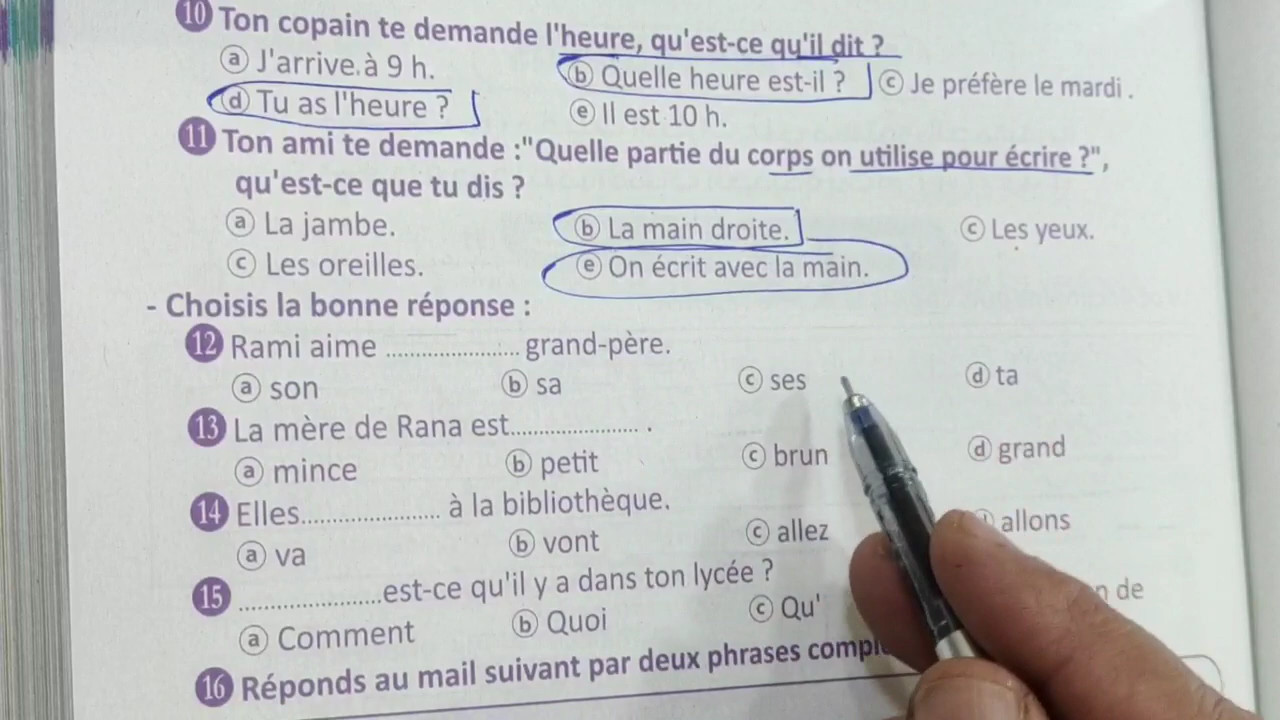 10 Ton copain te demande l'heure, qu'est-ce qu'il dit ?
a J'arrive à 9 h. b Quelle heure est-il ? c Je préfère le mardi .
d Tu as l'heure ? e Il est 10 h.
11 Ton ami te demande :"Quelle partie du corps on utilise pour écrire ?",
qu'est-ce que tu dis ?
a La jambe. b La main droite. c Les yeux.
c Les oreilles. e On écrit avec la main.
- Choisis la bonne réponse :
12 Rami aime ...................... grand-père.
a son b sa c ses d ta
13 La mère de Rana est..................... .
a mince b petit c brun d grand
14 Elles....................... à la bibliothèque.
a va b vont c allez allons
15 .......................est-ce qu'il y a dans ton lycée ?
a Comment b Quoi c Qu' de
16 Réponds au mail suivant par deux phrases